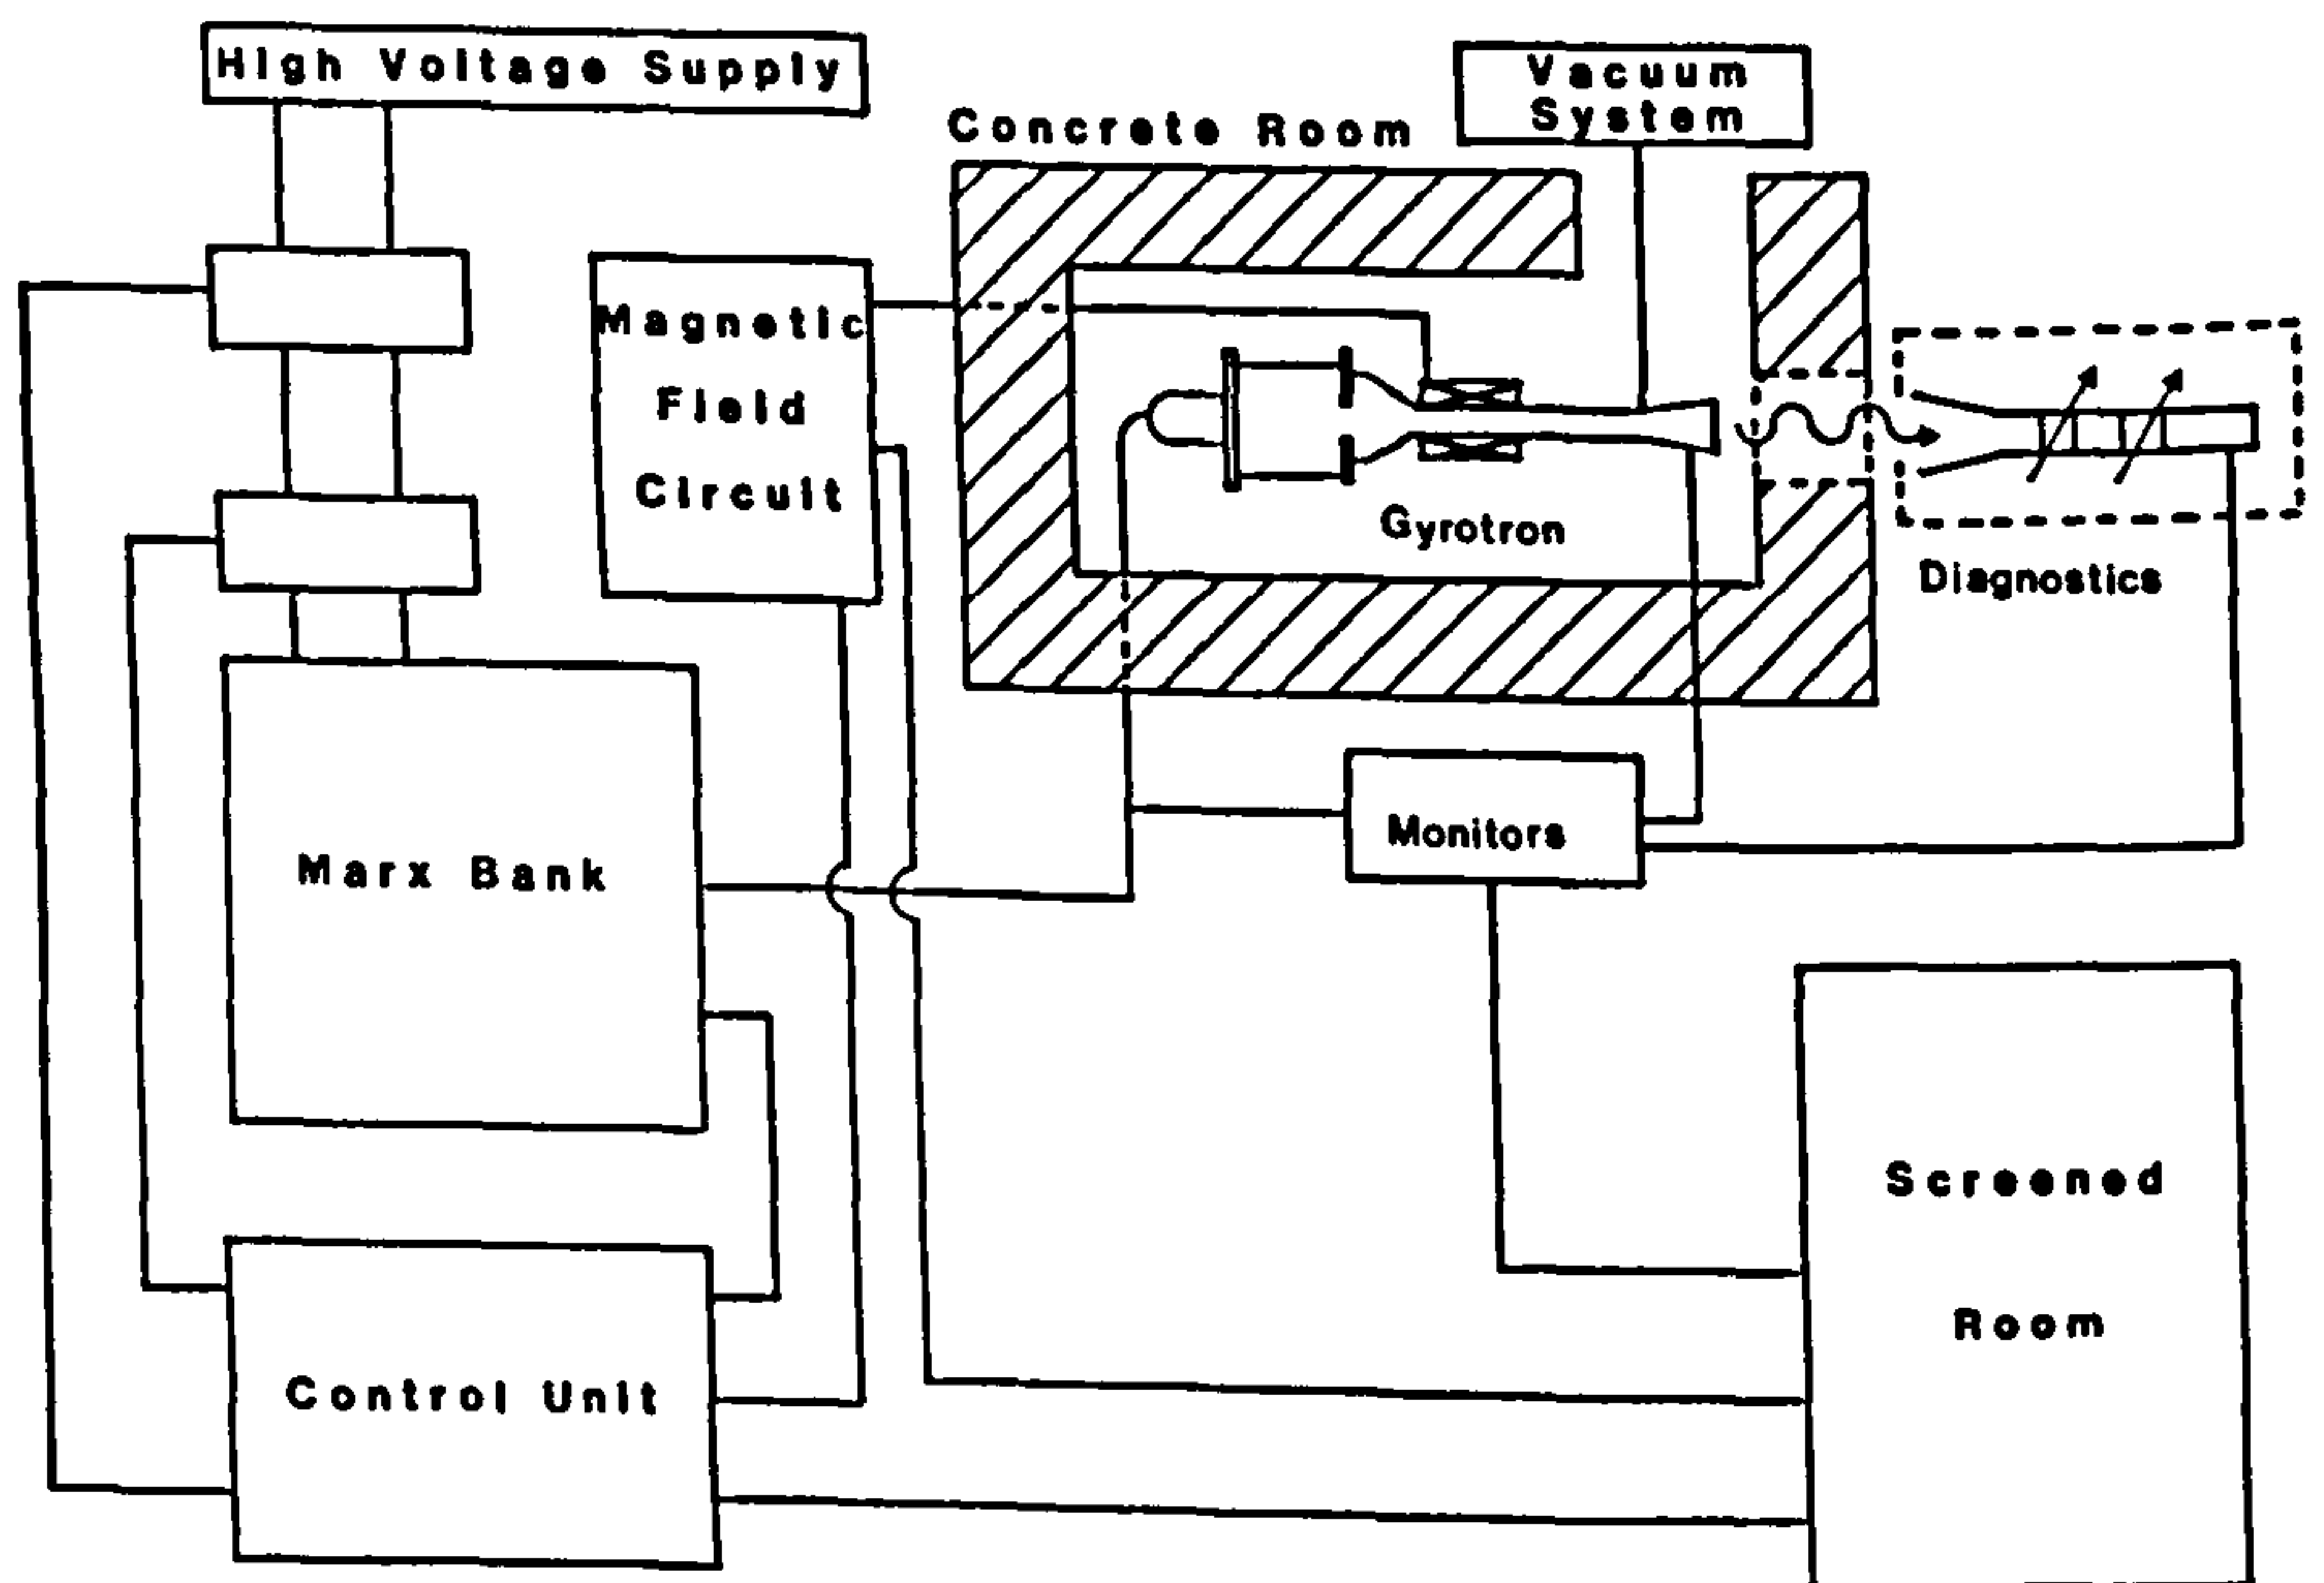 High Voltage Supply
Vacuum
System
Concrete Room
Magnetic
Field
Circuit
Gyrotron
Diagnostics
Monitors
Marx Bank
Screened
Room
Control Unit